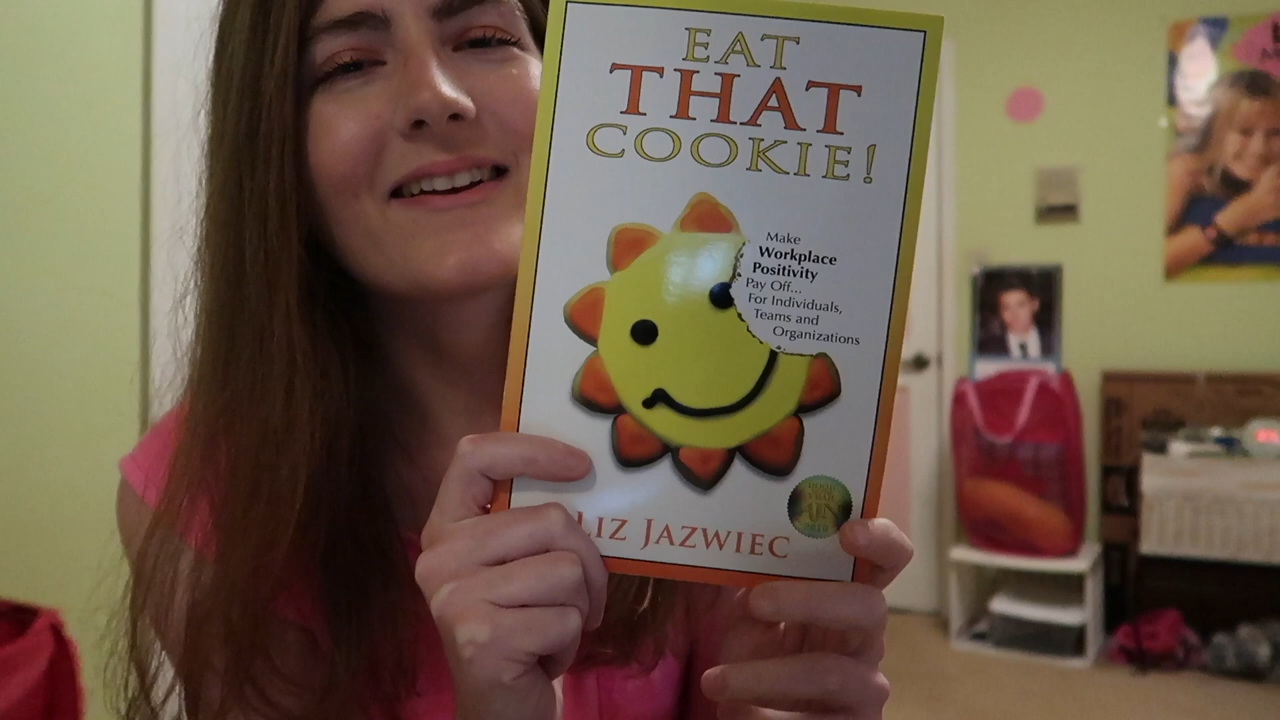 EAT
THAT
COOKIE!
Make
Workplace
Positivity
Pay Off...
For Individuals,
Teams and
Organizations
LIZ JAZWIEC